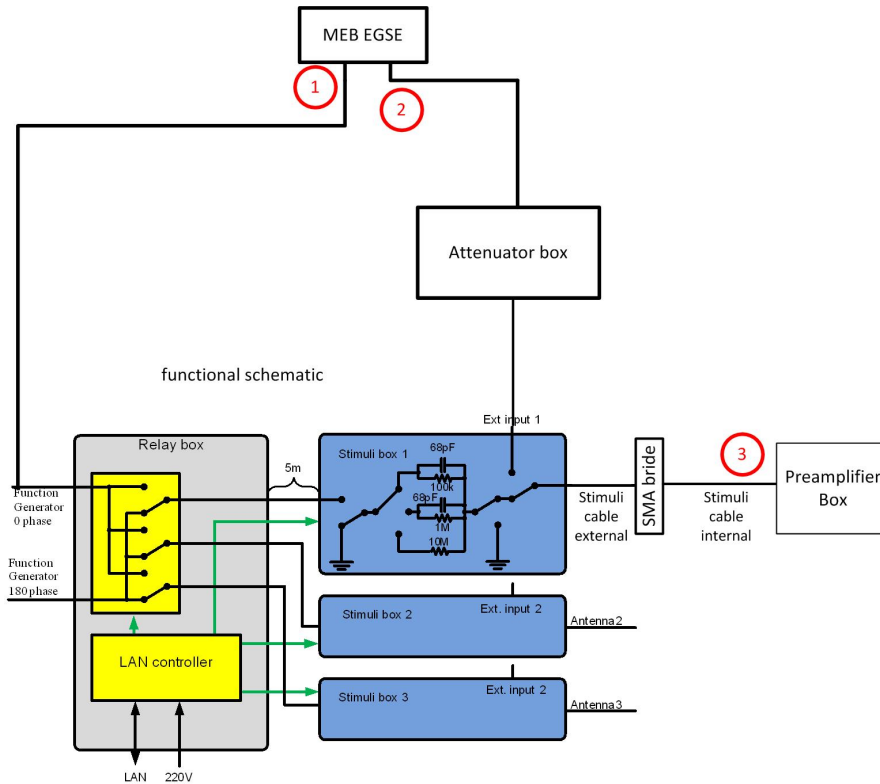 MEB EGSE
1
2
Attenuator box
functional schematic
Ext input 1
Relay box
Stimuli box 1
68pF
100k
68pF
1M
10M
5m
Function
Generator
0 phase
Function
Generator
180 phase
Stimuli
cable
external
SMA bride
3
Stimuli
cable
internal
Preamplifier
Box
Stimuli box 2
Ext. input 2
Antenna2
LAN controller
Stimuli box 3
Ext. input 2
Antenna3
LAN
220V